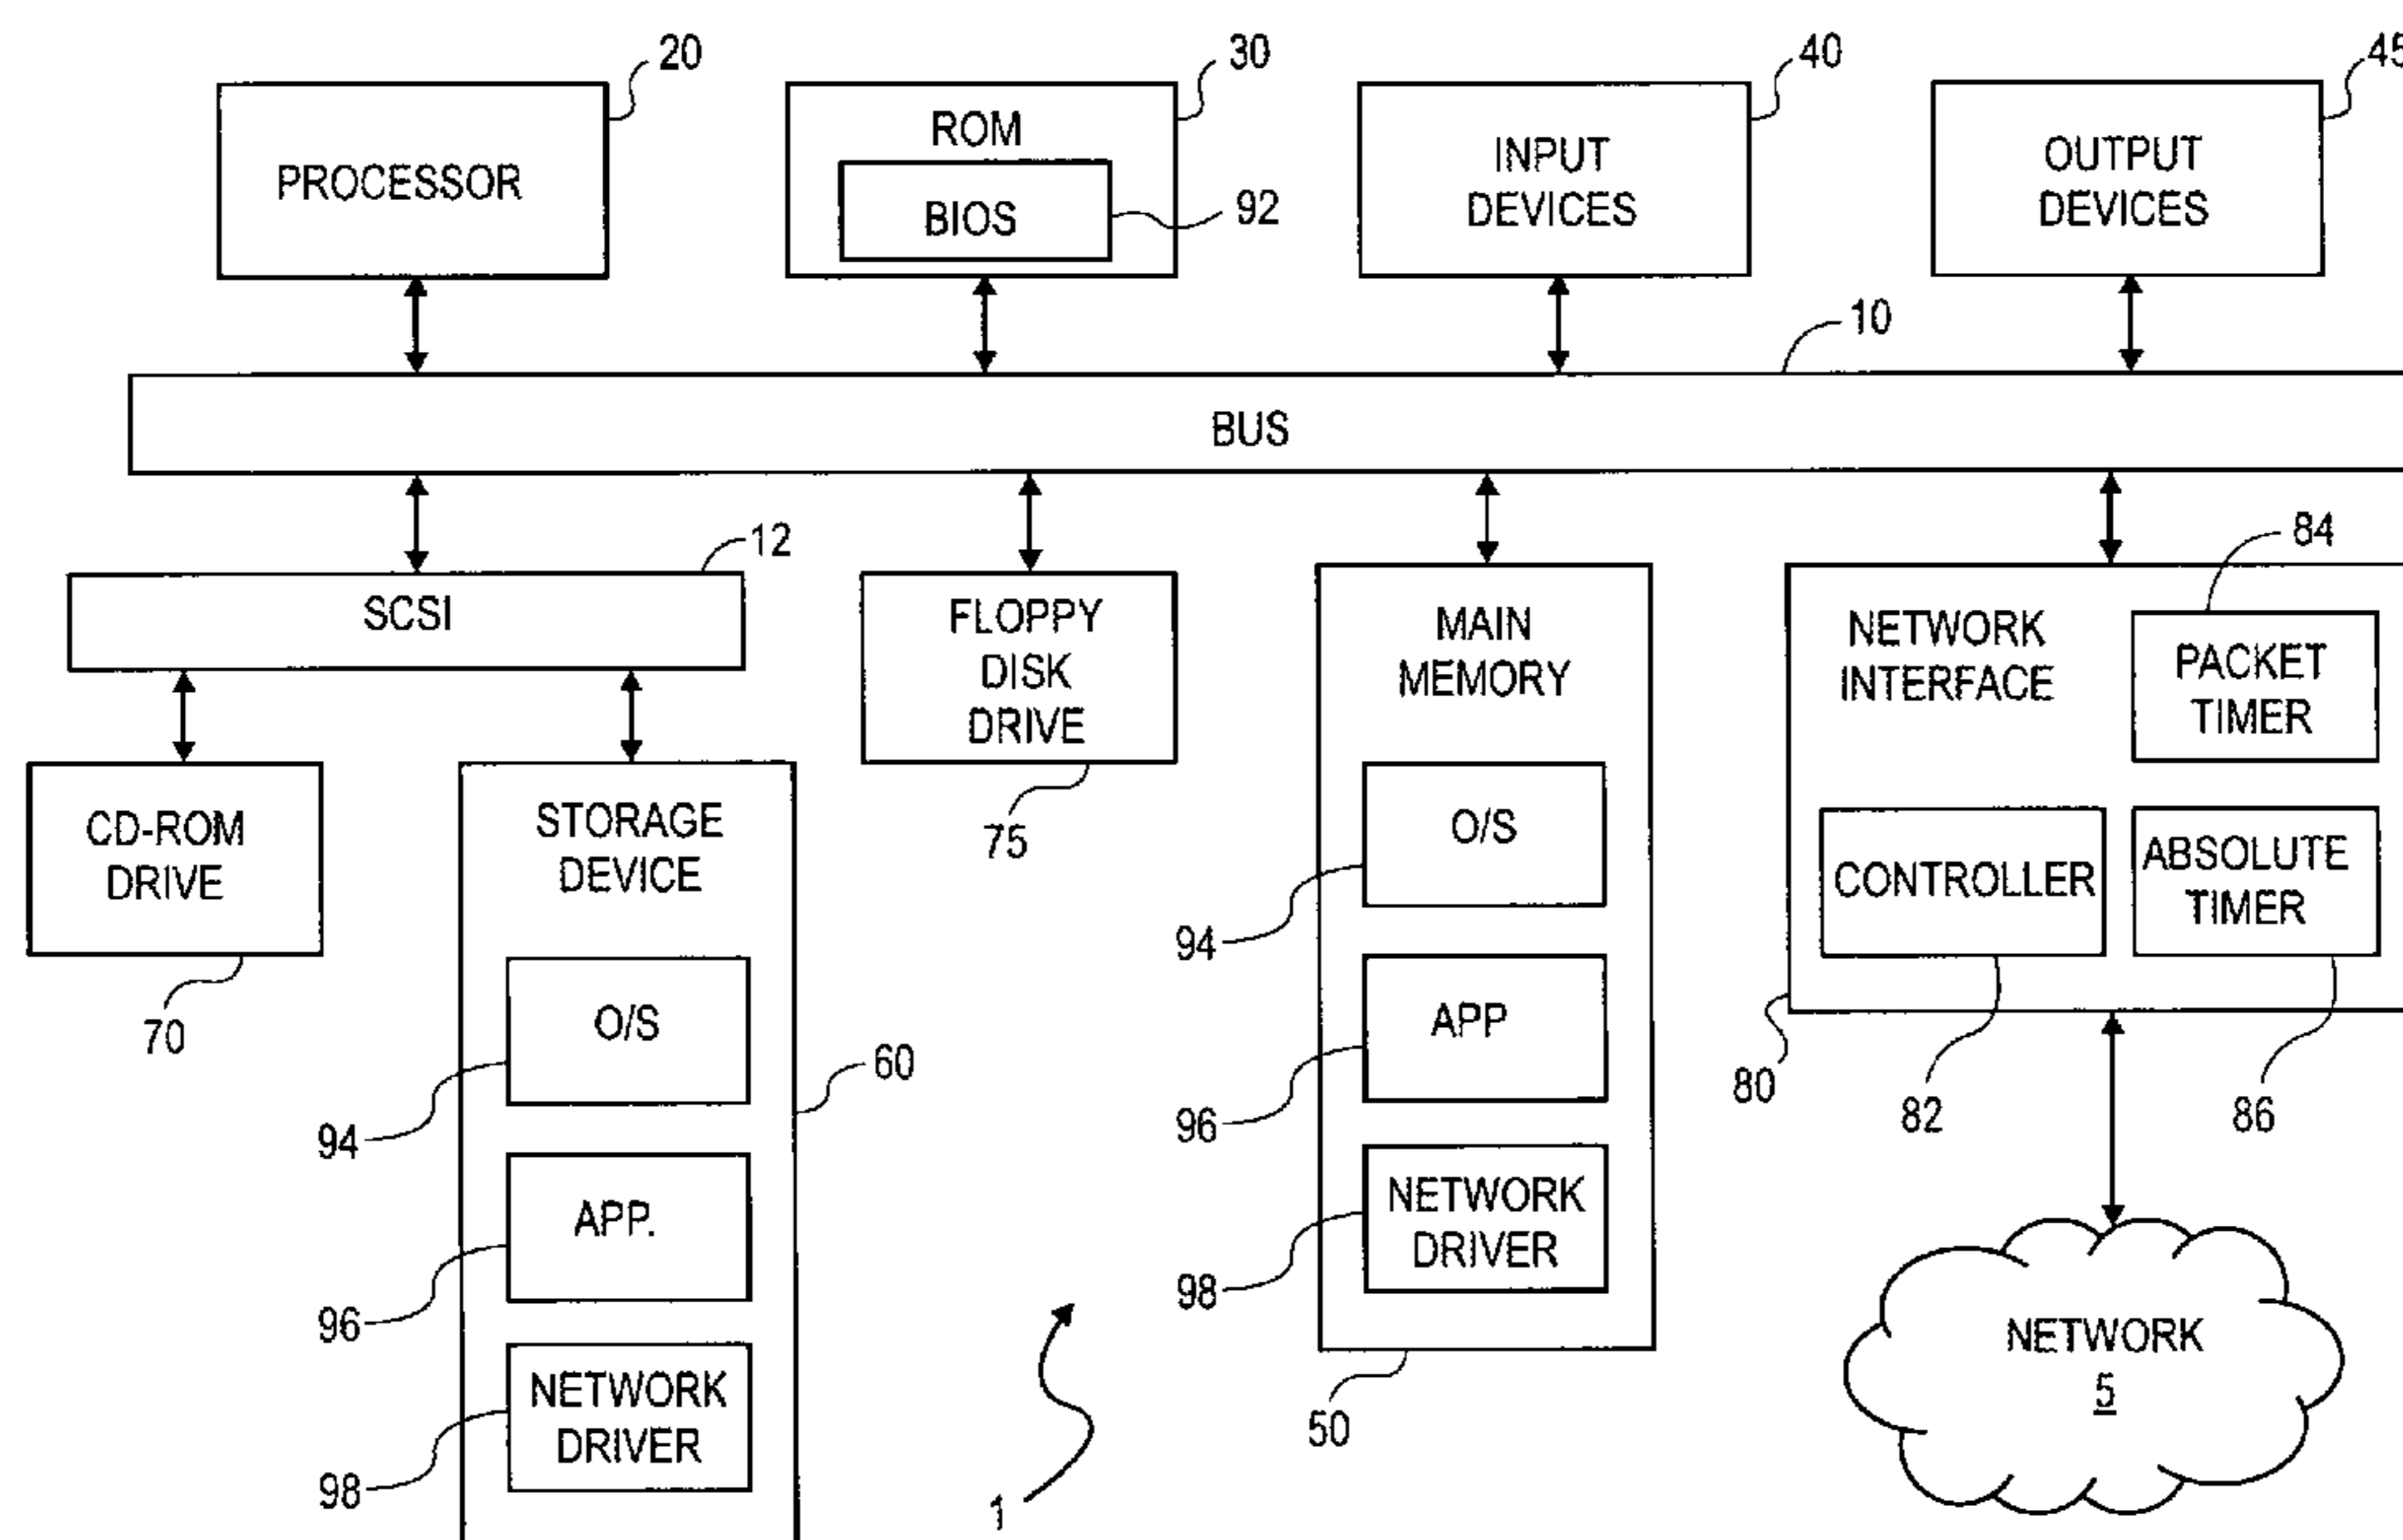 20
30
40
45
PROCESSOR
ROM
BIOS
92
INPUT
DEVICES
OUTPUT
DEVICES
10
BUS
12
SCSI
FLOPPY
DISK
DRIVE
75
MAIN
MEMORY
O/S
94
APP
96
NETWORK
DRIVER
98
50
84
NETWORK
INTERFACE
PACKET
TIMER
CONTROLLER
ABSOLUTE
TIMER
80
82
86
CD-ROM
DRIVE
70
STORAGE
DEVICE
60
O/S
94
APP.
96
NETWORK
DRIVER
98
1
NETWORK
5